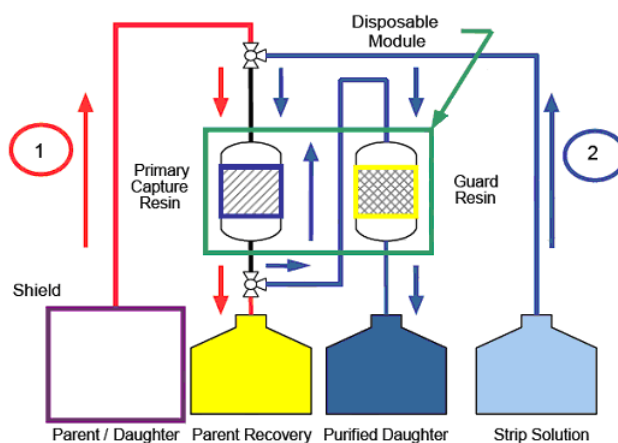 Disposable
Module
1
2
Primary
Capture
Resin
Guard
Resin
Shield
Parent / Daughter
Parent Recovery
Purified Daughter
Strip Solution